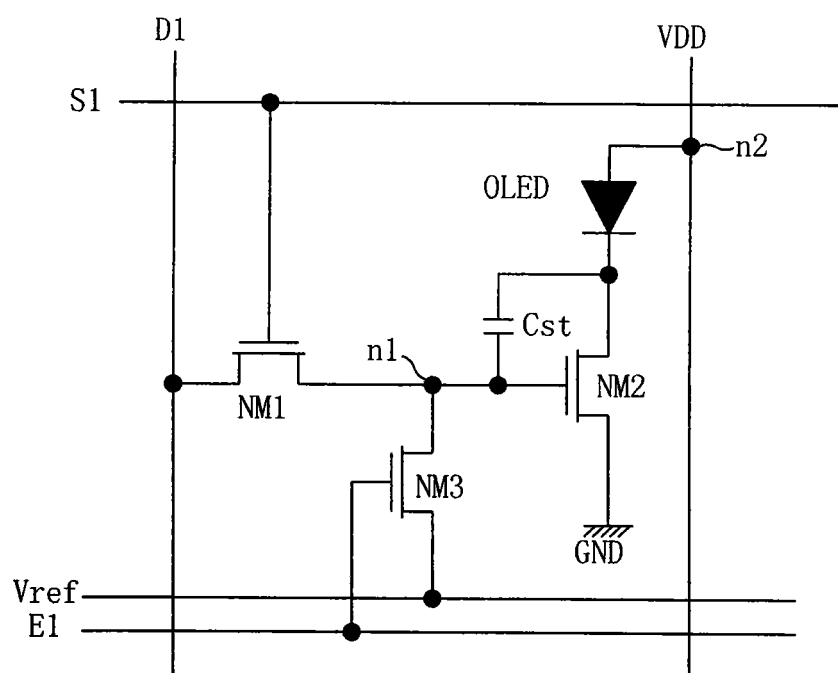 D1
VDD
S1
n2
OLED
Cst
n1
NM2
NM1
NM3
GND
Vref
E1